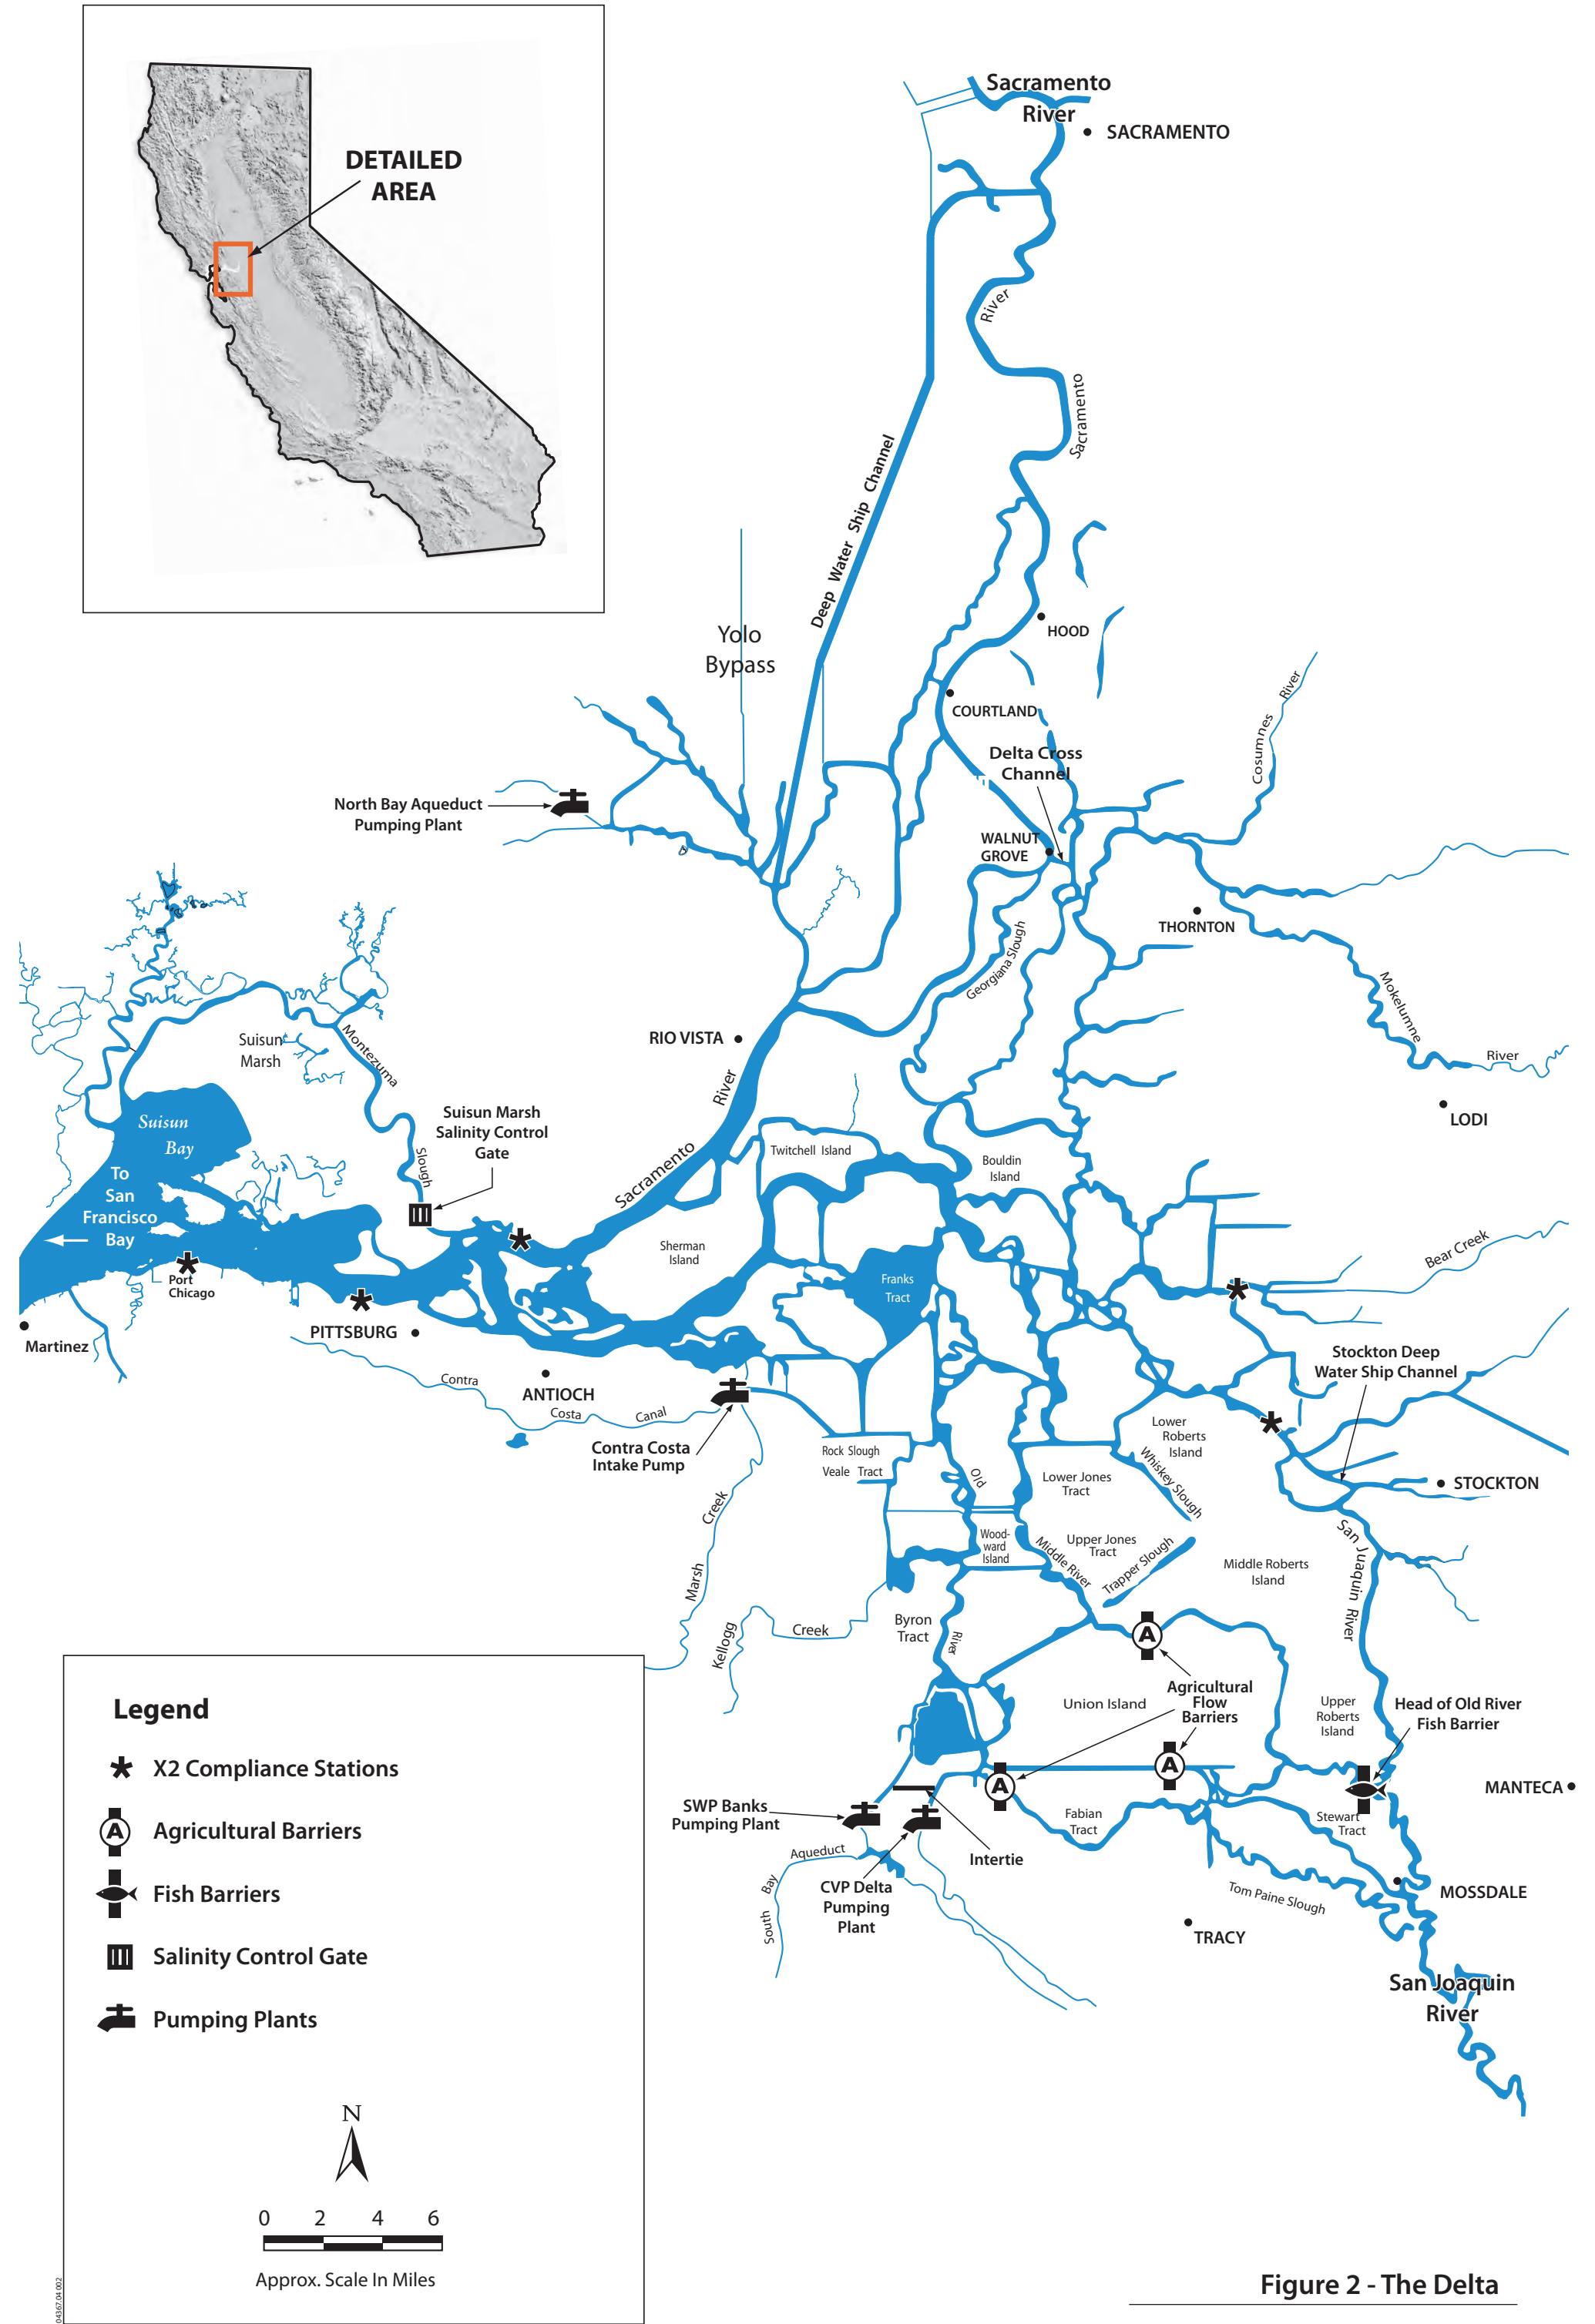 DETAILED
AREA
Sacramento
River
SACRAMENTO
River
Sacramento
Deep Water Ship Channel
HOOD
Yolo
Bypass
COURTLAND
Cosumnes River
Delta Cross
Channel
North Bay Aqueduct
Pumping Plant
WALNUT
GROVE
THORNTON
Georgiana Slough
Mokelumne
River
RIO VISTA
Suisun
Marsh
Montezuma
Slough
River
Sacramento
LODI
Suisun
Bay
Suisun Marsh
Salinity Control
Gate
Twitchell Island
Bouldin
Island
To
San
Francisco
Bay
Sherman
Island
Bear Creek
Port
Chicago
Franks
Tract
Martinez
PITTSBURG
Stockton Deep
Water Ship Channel
Contra
Costa
Canal
ANTIOCH
Lower
Roberts
Island
Contra Costa
Intake Pump
Rock Slough
Veale Tract
Old
Lower Jones
Tract
Whiskey Slough
STOCKTON
Creek
Marsh
Wood-
ward
Island
Middle River
Upper Jones
Tract
Trapper Slough
Middle Roberts
Island
San Juaquin River
Kellogg
Creek
Byron
Tract
River
Union Island
Agricultural
Flow
Barriers
A
Upper
Roberts
Island
Head of Old River
Fish Barrier
A
A
MANTECA
SWP Banks
Pumping Plant
Fabian
Tract
Stewart
Tract
Intertie
South Bay Aqueduct
CVP Delta
Pumping
Plant
Tom Paine Slough
MOSSDALE
TRACY
San Joaquin
River
Legend
X2 Compliance Stations
A
Agricultural Barriers
Fish Barriers
Salinity Control Gate
Pumping Plants
N
0 2 4 6
Approx. Scale In Miles
04367.04 002
Figure 2 - The Delta